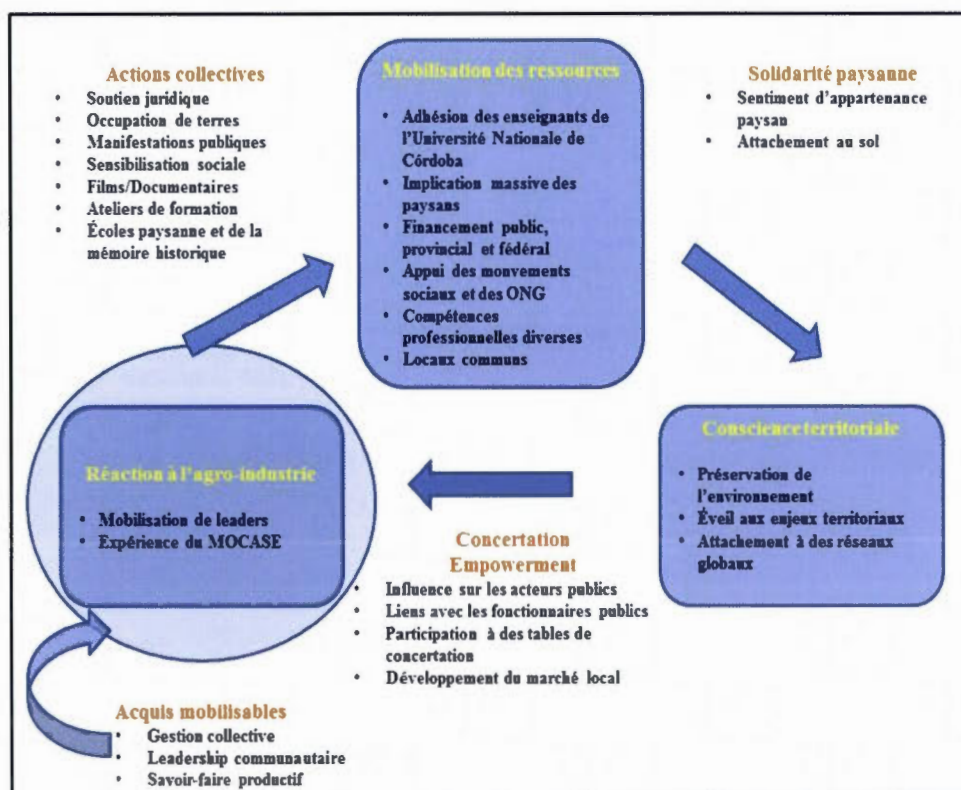 Actions collectives
• Soutien juridique
• Occupation de terres
• Manifestations publiques
• Sensibilisation sociale
• Films/Documentaires
• Ateliers de formation
• Écoles paysanne et de la
mémoire historique
Mobilisation des ressources
• Adhésion des enseignants de
l'Université Nationale de
Córdoba
• Implication massive des
paysans
• Financement public,
provincial et fédéral
• Appui des monvements
sociaux et des ONG
• Compétences
professionnelles diverses
• Locaux communs
Solidarité paysanne
• Sentiment d'appartenance
paysan
• Attachement au sol
Réaction à l'agro-industrie
• Mobilisation de leaders
• Expérience du MOCASE
Conscience territoriale
• Préservation de
l'environnement
• Éveil aux enjeux territoriaux
• Attachement à des réseaux
globaux
Concertation
Empowerment
• Influence sur les acteurs publics
• Liens avec les fonctionnaires publics
• Participation à des tables de
concertation
• Développement du marché local
Acquis mobilisables
• Gestion collective
• Leadership communautaire
• Savoir-faire productif